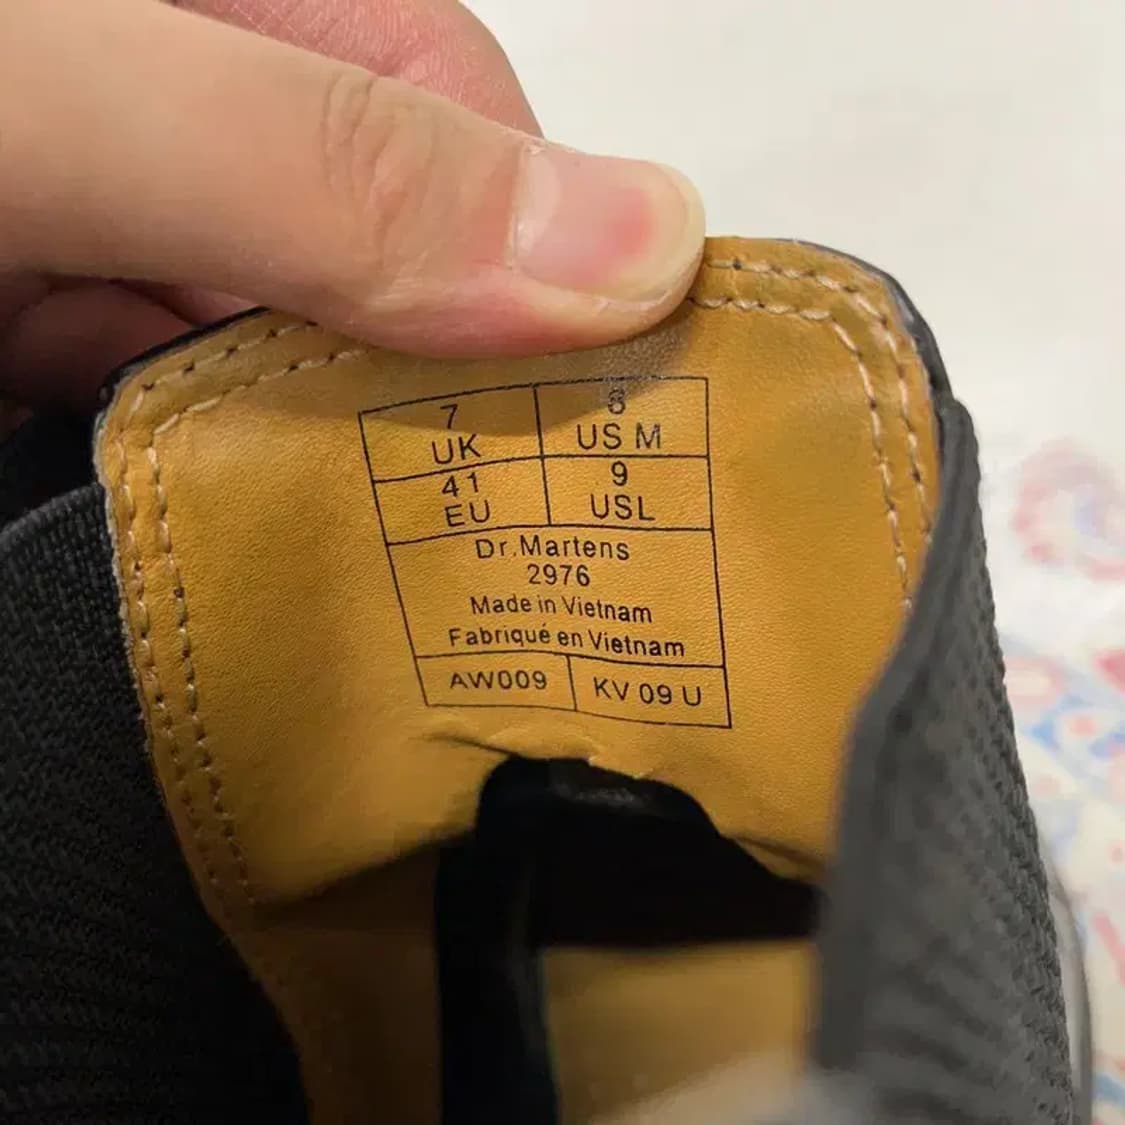 7
UK
8
US M
41
EU
9
USL
Dr.Martens
2976
Made in Vietnam
Fabriqué en Vietnam
AW009
KV 09 U